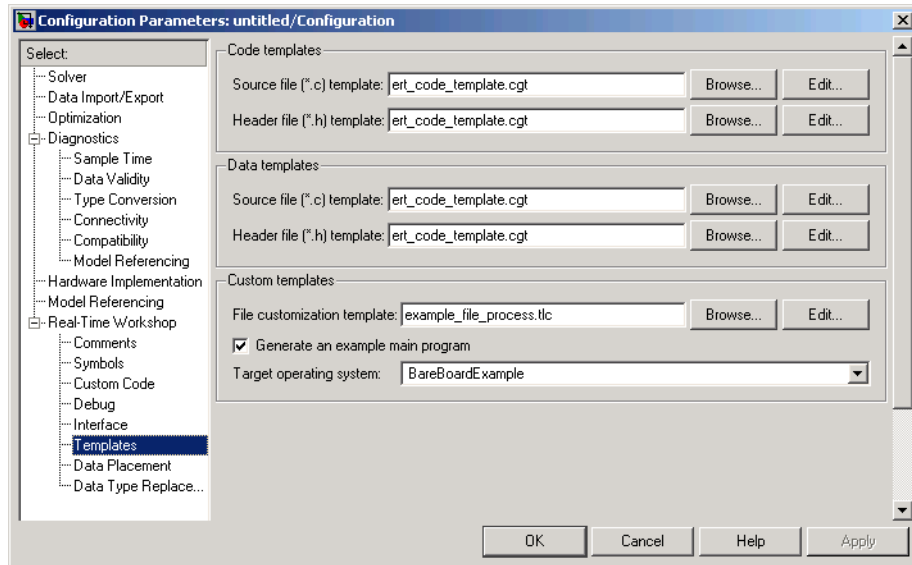 Configuration Parameters: untitled/Configuration
Select:
Solver
Data Import/Export
Optimization
Diagnostics
Sample Time
Data Validity
Type Conversion
Connectivity
Compatibility
Model Referencing
Hardware Implementation
Model Referencing
Real-Time Workshop
Comments
Symbols
Custom Code
Debug
Interface
Templates
Data Placement
Data Type Replace...
Code templates
Source file (*.c) template: ert_code_template.cgt Browse... Edit...
Header file (*.h) template: ert_code_template.cgt Browse... Edit...
Data templates
Source file (*.c) template: ert_code_template.cgt Browse... Edit...
Header file (*.h) template: ert_code_template.cgt Browse... Edit...
Custom templates
File customization template: example_file_process.tlc Browse... Edit...
Generate an example main program
Target operating system: BareBoardExample
OK Cancel Help Apply